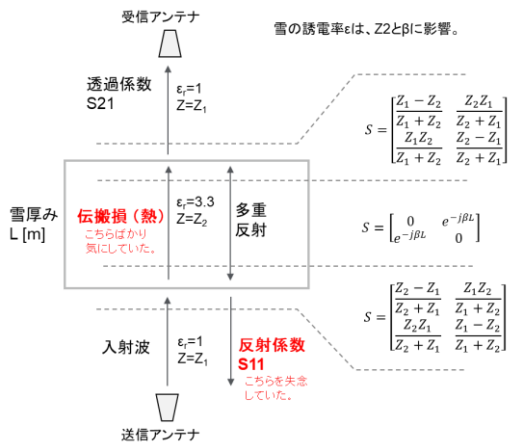 受信アンテナ
雪の誘電率εは、Z2とβに影響。
透過係数
S21
εr=1
Z=Z1
S = [ (Z1 − Z2)/(Z1 + Z2) (Z2Z1)/(Z2 + Z1)
(Z1Z2)/(Z1 + Z2) (Z2 − Z1)/(Z2 + Z1) ]
雪厚み
L [m]
伝搬損（熱）
こちらばかり
気にしていた。
εr=3.3
Z=Z2
多重
反射
S = [ 0 e^−jβL
e^−jβL 0 ]
入射波
εr=1
Z=Z1
反射係数
S11
こちらを失念
していた。
S = [ (Z2 − Z1)/(Z2 + Z1) (Z1Z2)/(Z1 + Z2)
(Z2Z1)/(Z2 + Z1) (Z1 − Z2)/(Z1 + Z2) ]
送信アンテナ